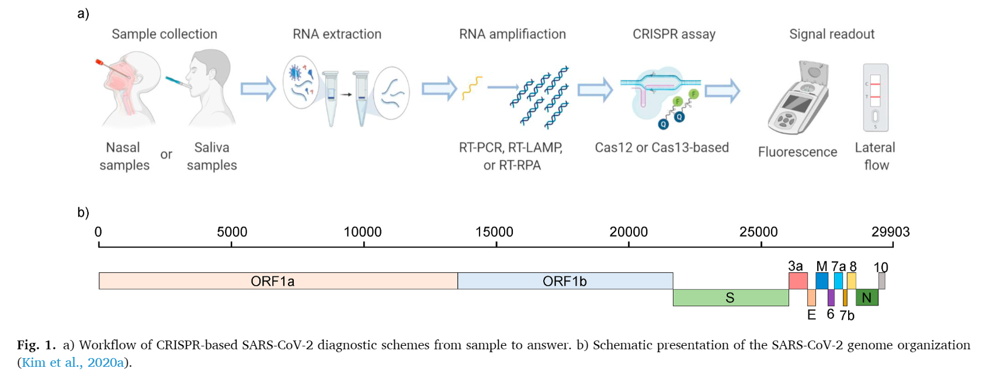 a)
Sample collection
RNA extraction
RNA amplifiaction
CRISPR assay
Signal readout
F
F
Q
Q
C
T
S
Nasal
samples
or
Saliva
samples
RT-PCR, RT-LAMP,
or RT-RPA
Cas12 or Cas13-based
Fluorescence
Lateral
flow
b)
0 5000 10000 15000 20000 25000 29903
3a M 7a 8 10
ORF1a ORF1b
S N
E 6 7b
Fig. 1. a) Workflow of CRISPR-based SARS-CoV-2 diagnostic schemes from sample to answer. b) Schematic presentation of the SARS-CoV-2 genome organization
(Kim et al., 2020a).